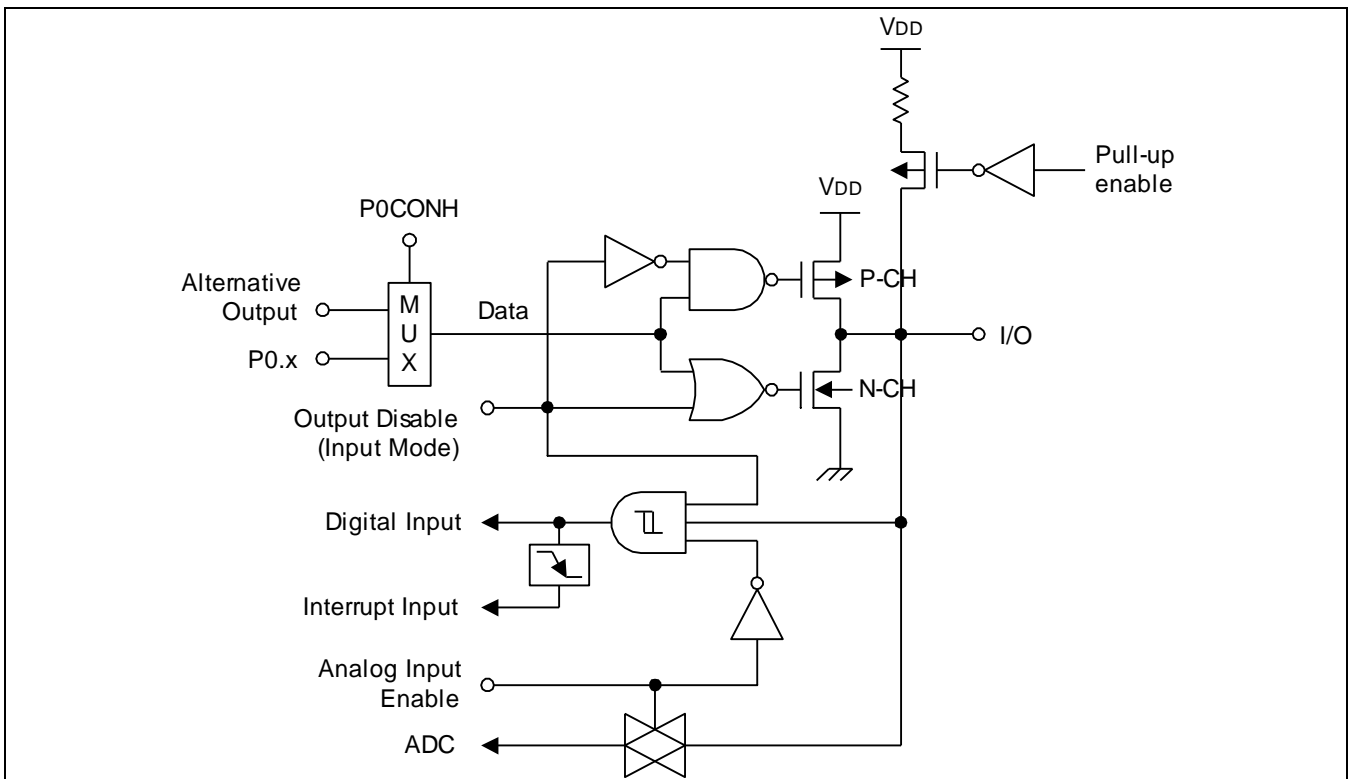 VDD
Pull-up
enable
VDD
P0CONH
P-CH
Alternative
Output
M
U
X
Data
I/O
P0.x
N-CH
Output Disable
(Input Mode)
Digital Input
Interrupt Input
Analog Input
Enable
ADC